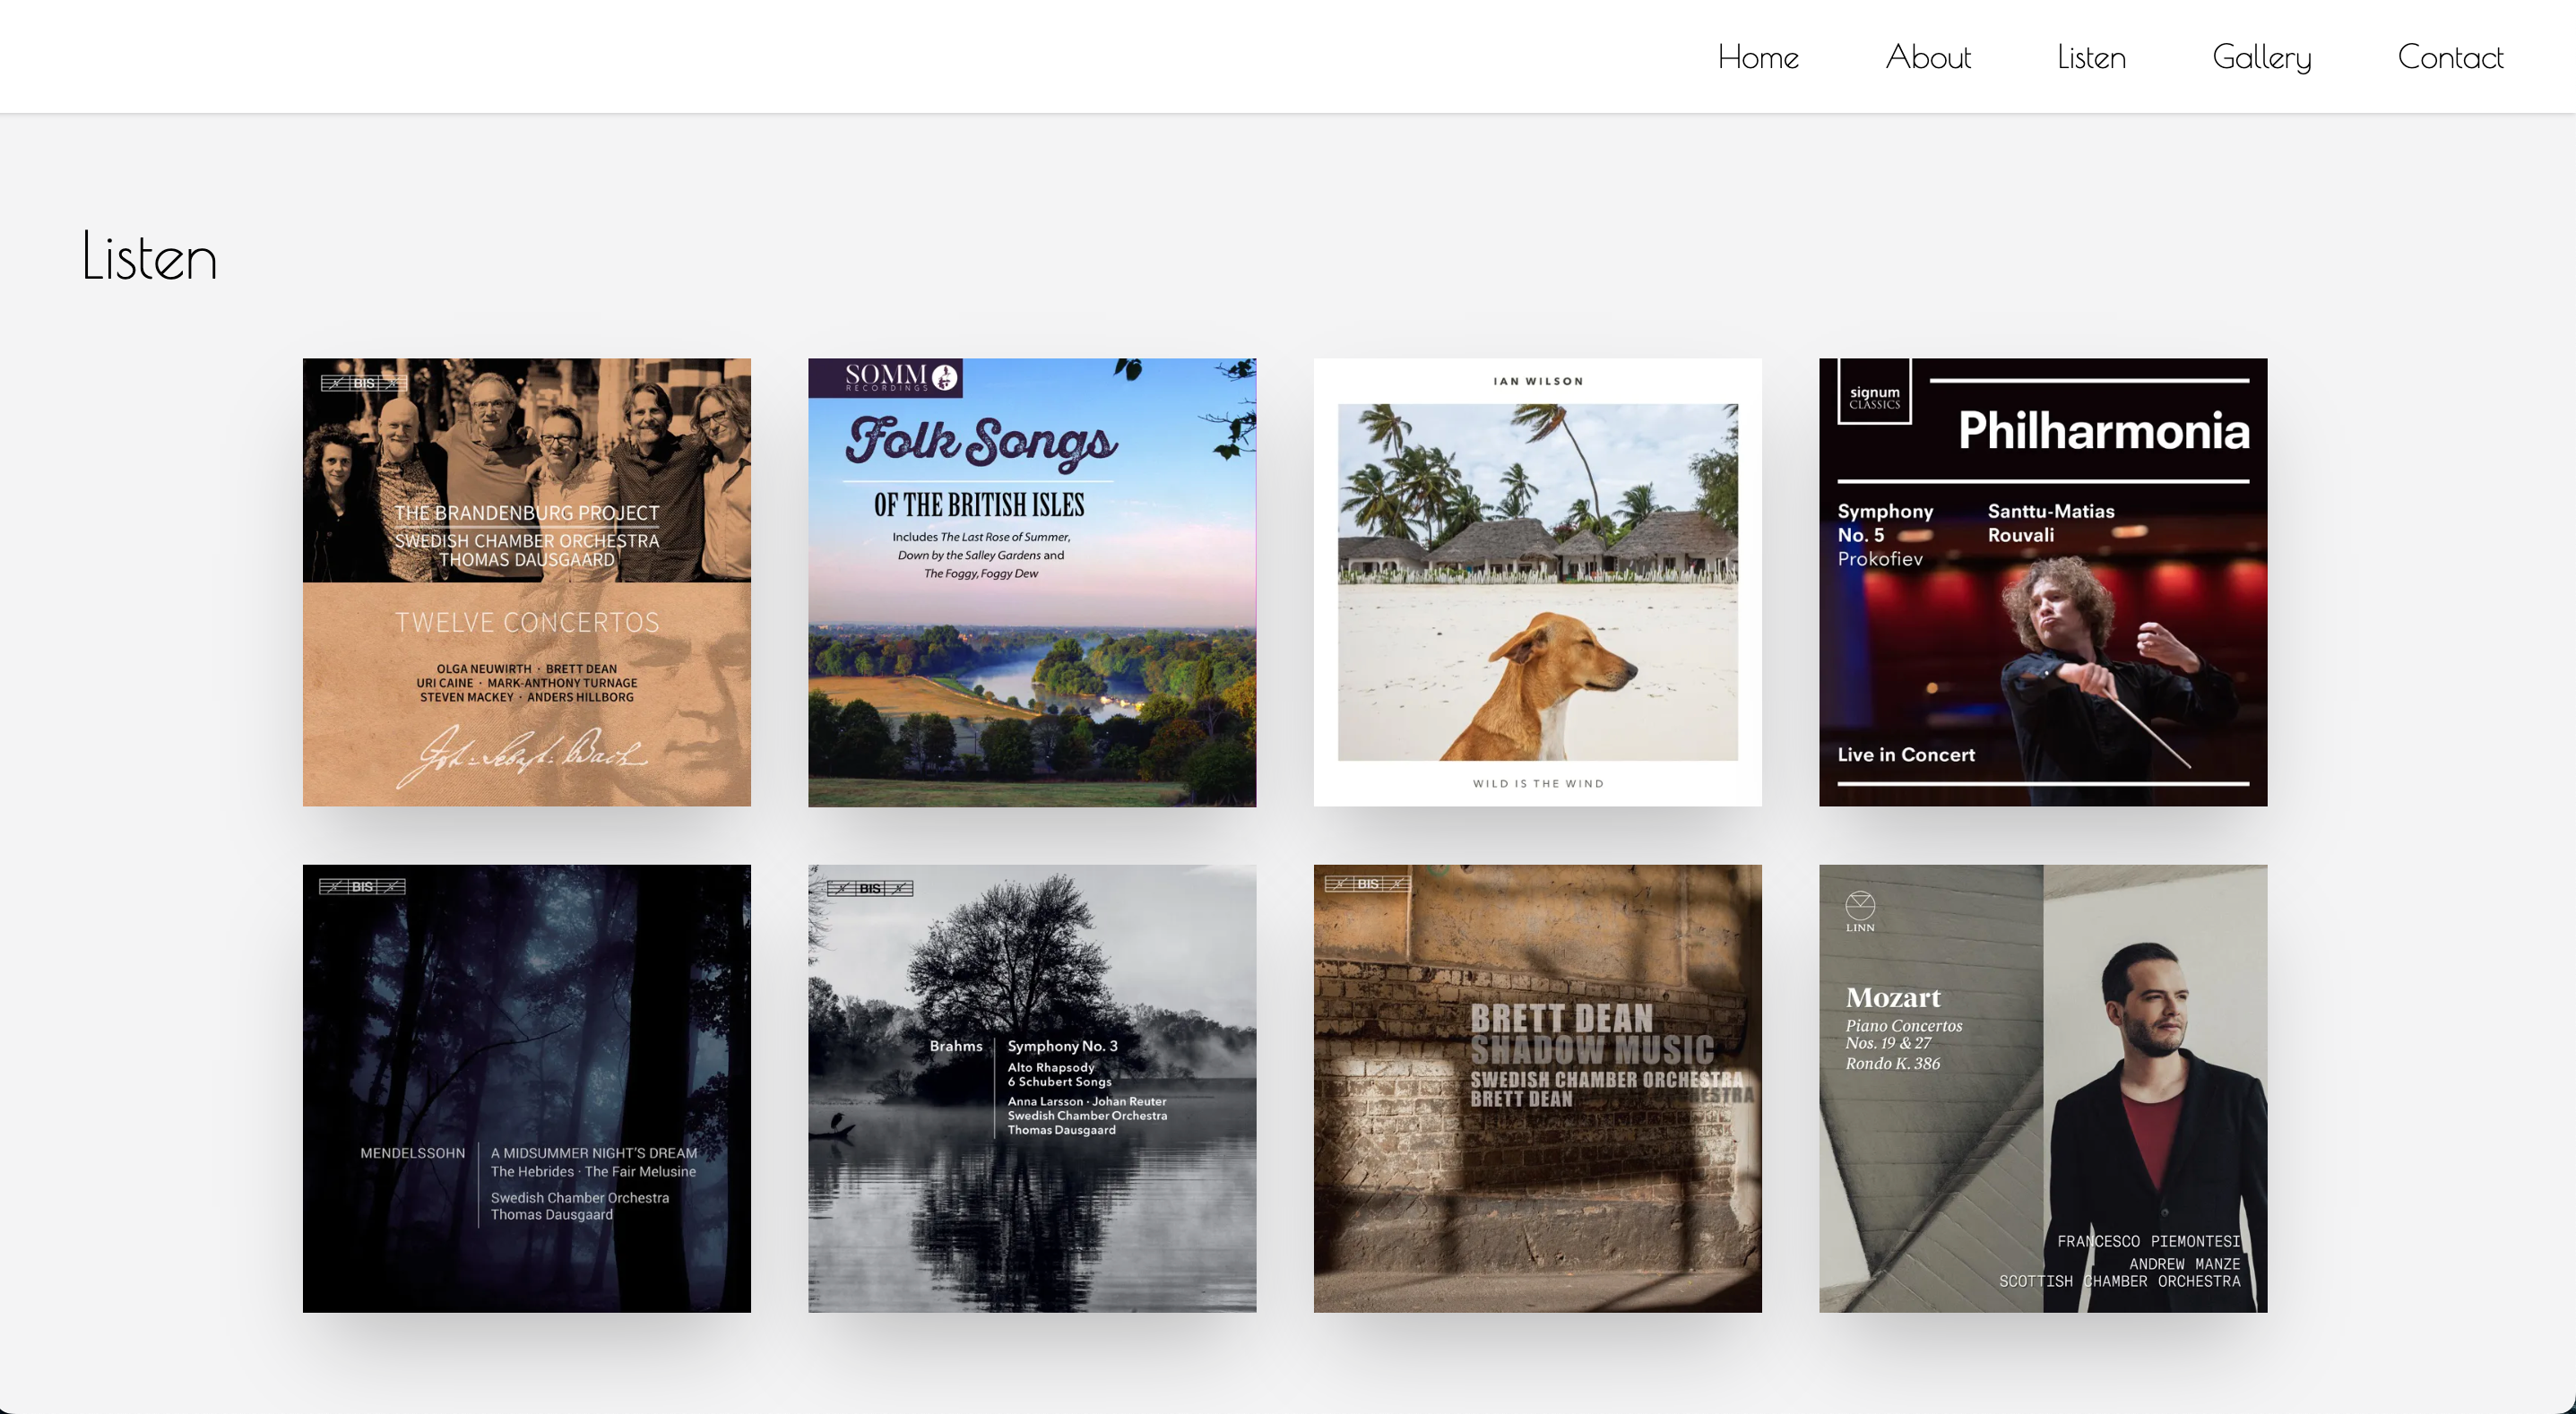 Home About Listen Gallery Contact
Listen
BIS
THE BRANDENBURG PROJECT
SWEDISH CHAMBER ORCHESTRA
THOMAS DAUSGAARD
TWELVE CONCERTOS
OLGA NEUWIRTH · BRETT DEAN
URI CAINE · MARK-ANTHONY TURNAGE
STEVEN MACKEY · ANDERS HILLBORG
Joh. Sebast. Bach
SOMM
RECORDINGS
Folk Songs
OF THE BRITISH ISLES
Includes The Last Rose of Summer,
Down by the Salley Gardens and
The Foggy, Foggy Dew
IAN WILSON
WILD IS THE WIND
signum
CLASSICS
Philharmonia
Symphony
No. 5
Prokofiev
Santtu-Matias
Rouvali
Live in Concert
BIS
MENDELSSOHN
A MIDSUMMER NIGHT'S DREAM
The Hebrides · The Fair Melusine
Swedish Chamber Orchestra
Thomas Dausgaard
BIS
Brahms
Symphony No. 3
Alto Rhapsody
6 Schubert Songs
Anna Larsson · Johan Reuter
Swedish Chamber Orchestra
Thomas Dausgaard
BIS
BRETT DEAN
SHADOW MUSIC
SWEDISH CHAMBER ORCHESTRA
BRETT DEAN
LINN
Mozart
Piano Concertos
Nos. 19 & 27
Rondo K. 386
FRANCESCO PIEMONTESI
ANDREW MANZE
SCOTTISH CHAMBER ORCHESTRA